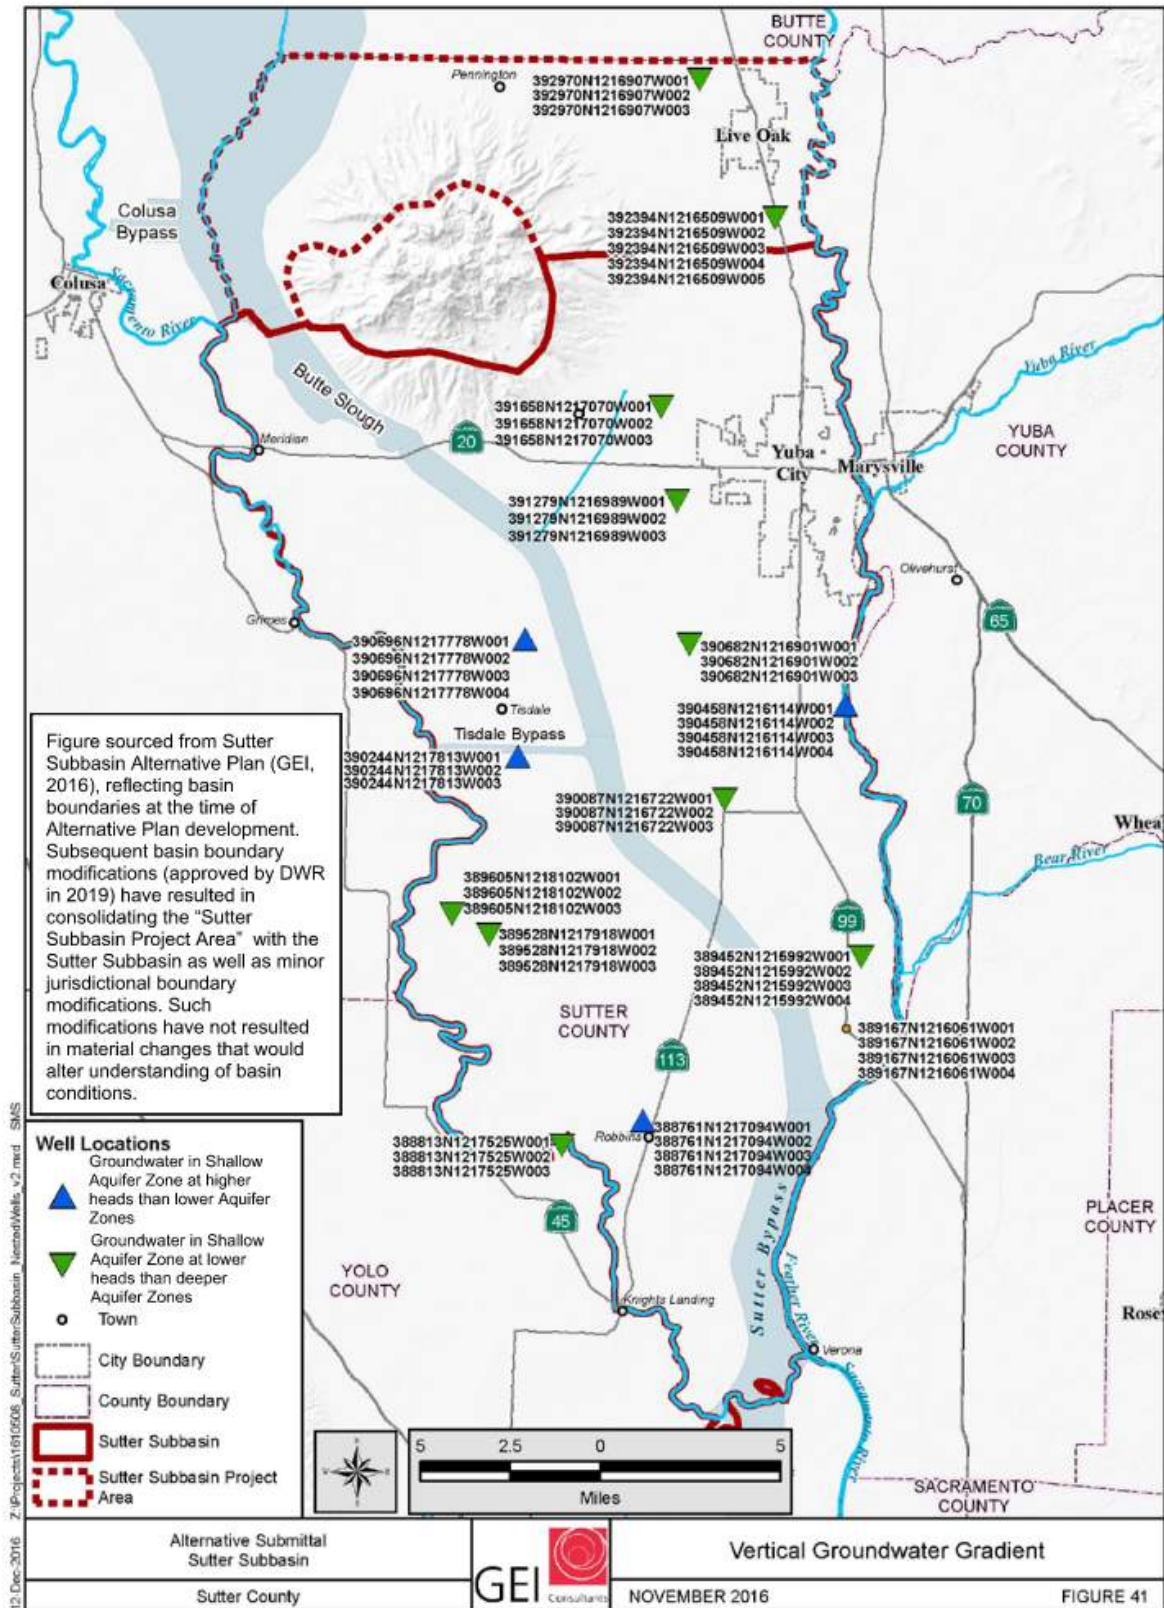 BUTTE
COUNTY
Pennington
392970N1216907W001
392970N1216907W002
392970N1216907W003
Live Oak
Colusa
Bypass
392394N1216509W001
392394N1216509W002
392394N1216509W003
392394N1216509W004
392394N1216509W005
Colusa
Sacramento River
Butte Slough
Yuba River
391658N1217070W001
391658N1217070W002
391658N1217070W003
20
Meridian
YUBA
COUNTY
Yuba
City
Marysville
391279N1216989W001
391279N1216989W002
391279N1216989W003
Olivehurst
65
Grimes
390696N1217778W001
390696N1217778W002
390696N1217778W003
390696N1217778W004
390682N1216901W001
390682N1216901W002
390682N1216901W003
Tisdale
Tisdale Bypass
390458N1216114W001
390458N1216114W002
390458N1216114W003
390458N1216114W004
390244N1217813W001
390244N1217813W002
390244N1217813W003
390087N1216722W001
390087N1216722W002
390087N1216722W003
70
Whea
Bear River
Figure sourced from Sutter
Subbasin Alternative Plan (GEI,
2016), reflecting basin
boundaries at the time of
Alternative Plan development.
Subsequent basin boundary
modifications (approved by DWR
in 2019) have resulted in
consolidating the "Sutter
Subbasin Project Area" with the
Sutter Subbasin as well as minor
jurisdictional boundary
modifications. Such
modifications have not resulted
in material changes that would
alter understanding of basin
conditions.
389605N1218102W001
389605N1218102W002
389605N1218102W003
389528N1217918W001
389528N1217918W002
389528N1217918W003
99
389452N1215992W001
389452N1215992W002
389452N1215992W003
389452N1215992W004
SUTTER
COUNTY
389167N1216061W001
389167N1216061W002
389167N1216061W003
389167N1216061W004
113
Robbins
388761N1217094W001
388761N1217094W002
388761N1217094W003
388761N1217094W004
388813N1217525W001
388813N1217525W002
388813N1217525W003
45
PLACER
COUNTY
YOLO
COUNTY
Sutter Bypass
Feather River
Knights Landing
Verona
Rose
Sacramento River
SACRAMENTO
COUNTY
Well Locations
Groundwater in Shallow
Aquifer Zone at higher
heads than lower Aquifer
Zones
Groundwater in Shallow
Aquifer Zone at lower
heads than deeper
Aquifer Zones
Town
City Boundary
County Boundary
Sutter Subbasin
Sutter Subbasin Project
Area
5 2.5 0 5
Miles
Alternative Submittal
Sutter Subbasin
Sutter County
GEI Consultants
Vertical Groundwater Gradient
NOVEMBER 2016
FIGURE 41
12-Dec-2016
SMS